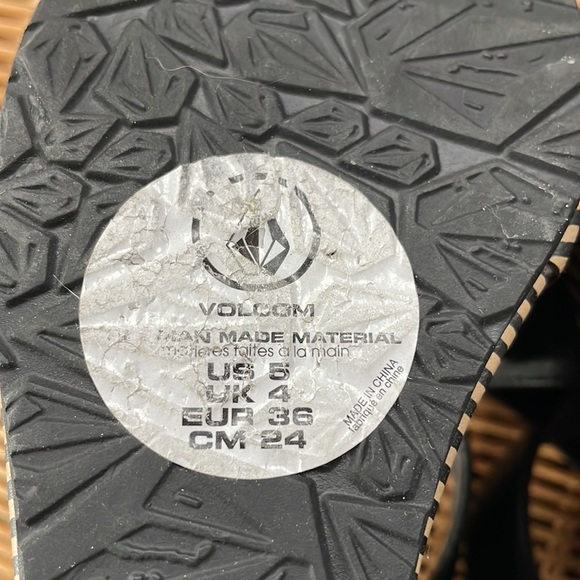 VOLCOM
MAN MADE MATERIAL
faites a la main
US 5
UK 4
EUR 36
CM 24
MADE IN CHINA
fabriqué en chine